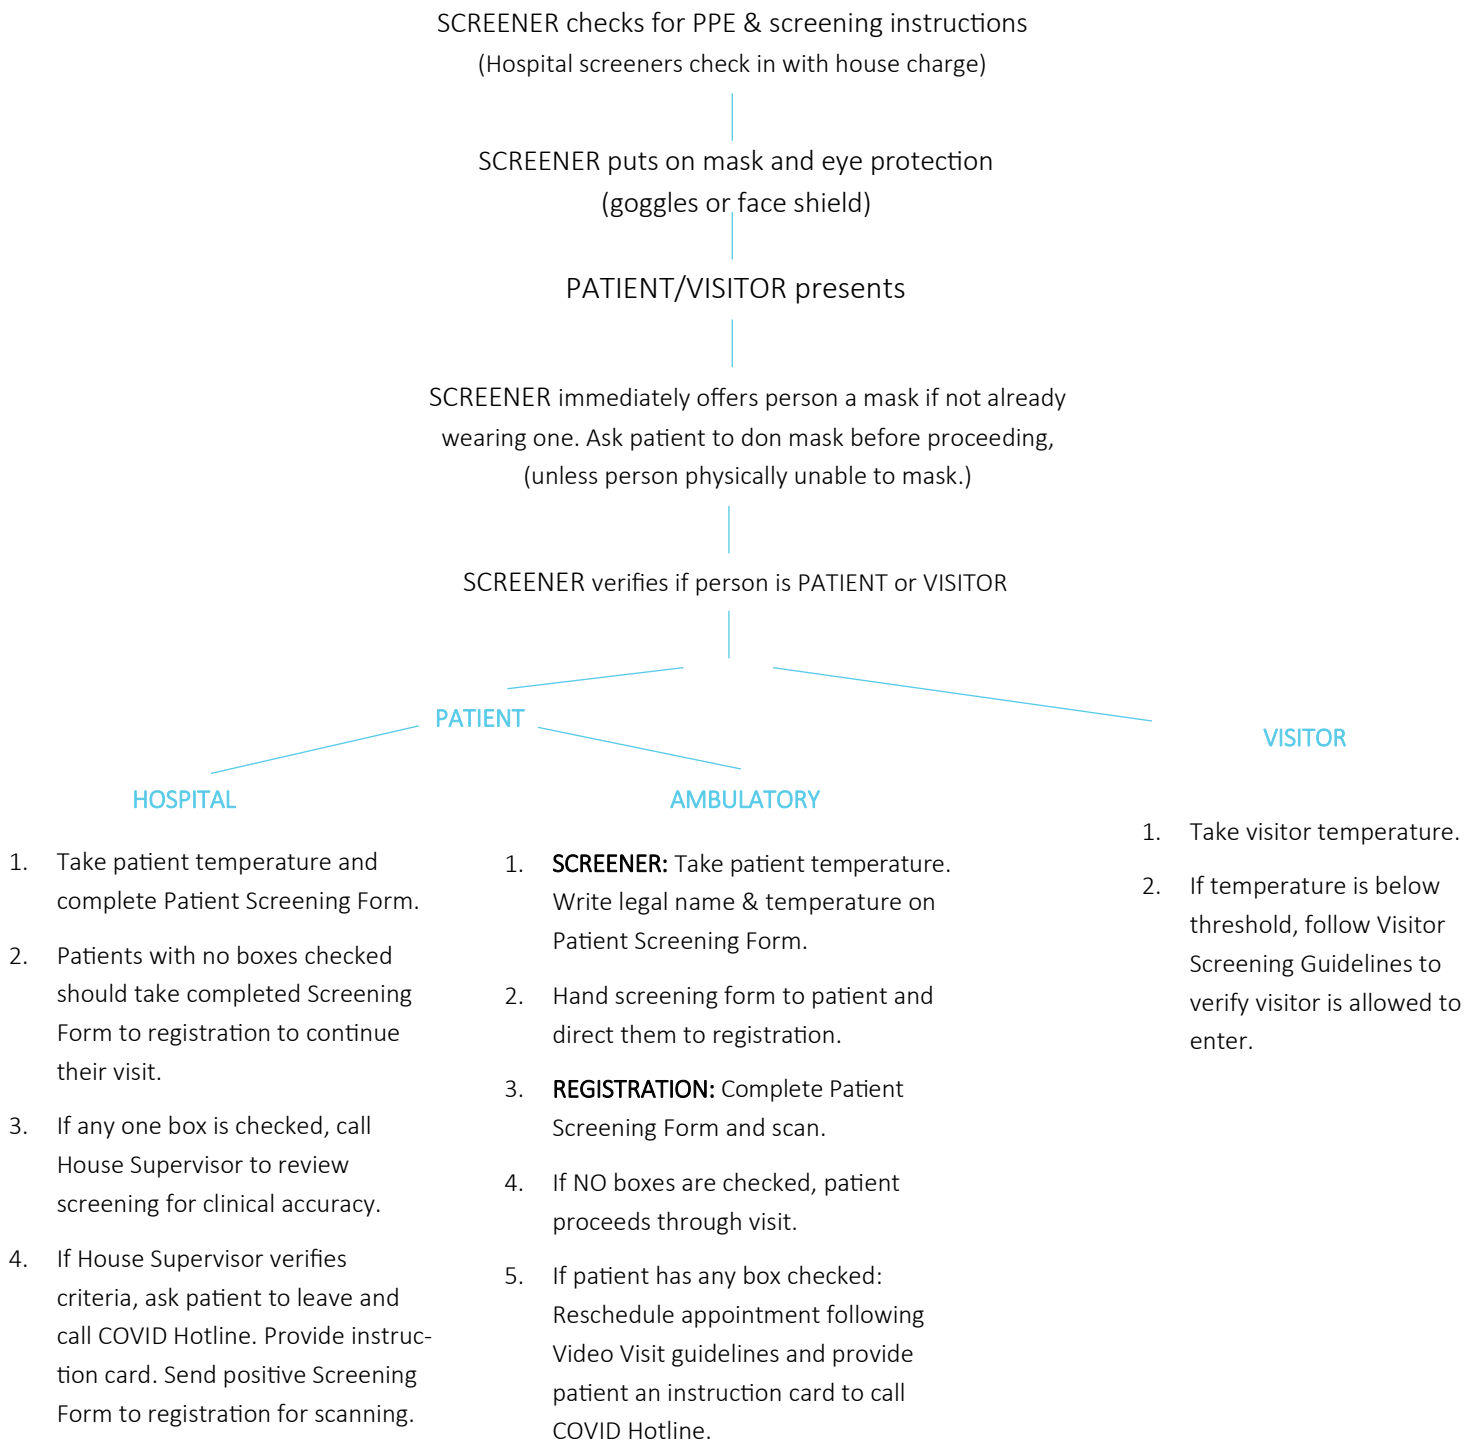 SCREENER checks for PPE & screening instructions
(Hospital screeners check in with house charge)
SCREENER puts on mask and eye protection
(goggles or face shield)
PATIENT/VISITOR presents
SCREENER immediately offers person a mask if not already
wearing one. Ask patient to don mask before proceeding,
(unless person physically unable to mask.)
SCREENER verifies if person is PATIENT or VISITOR
PATIENT
HOSPITAL
1. Take patient temperature and
complete Patient Screening Form.
2. Patients with no boxes checked
should take completed Screening
Form to registration to continue
their visit.
3. If any one box is checked, call
House Supervisor to review
screening for clinical accuracy.
4. If House Supervisor verifies
criteria, ask patient to leave and
call COVID Hotline. Provide instruc-
tion card. Send positive Screening
Form to registration for scanning.
AMBULATORY
1. SCREENER: Take patient temperature.
Write legal name & temperature on
Patient Screening Form.
2. Hand screening form to patient and
direct them to registration.
3. REGISTRATION: Complete Patient
Screening Form and scan.
4. If NO boxes are checked, patient
proceeds through visit.
5. If patient has any box checked:
Reschedule appointment following
Video Visit guidelines and provide
patient an instruction card to call
COVID Hotline.
VISITOR
1. Take visitor temperature.
2. If temperature is below
threshold, follow Visitor
Screening Guidelines to
verify visitor is allowed to
enter.